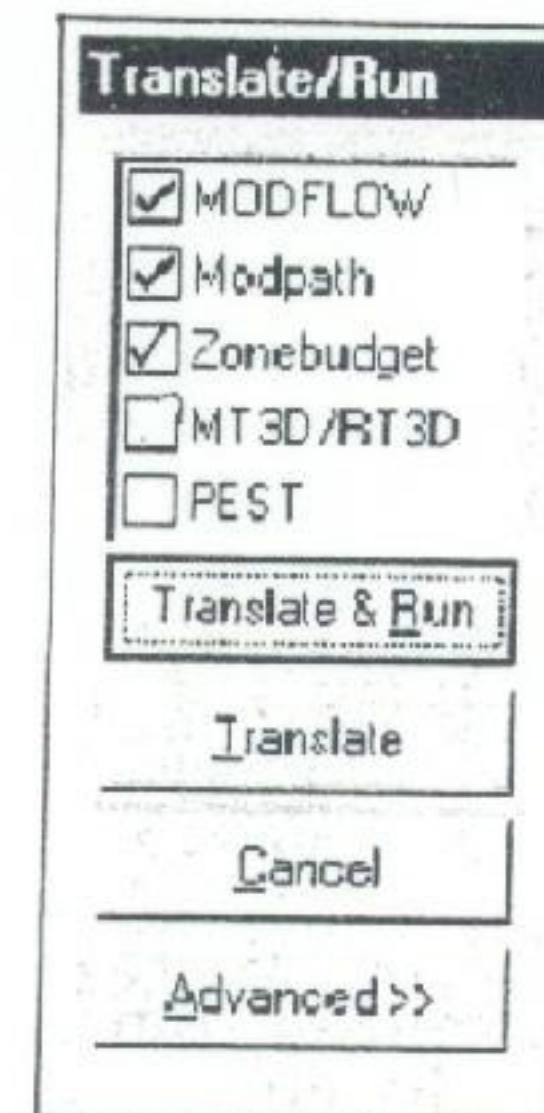 Translate/Run
MODFLOW
Modpath
Zonebudget
MT3D/RT3D
PEST
Translate & Run
Translate
Cancel
Advanced >>